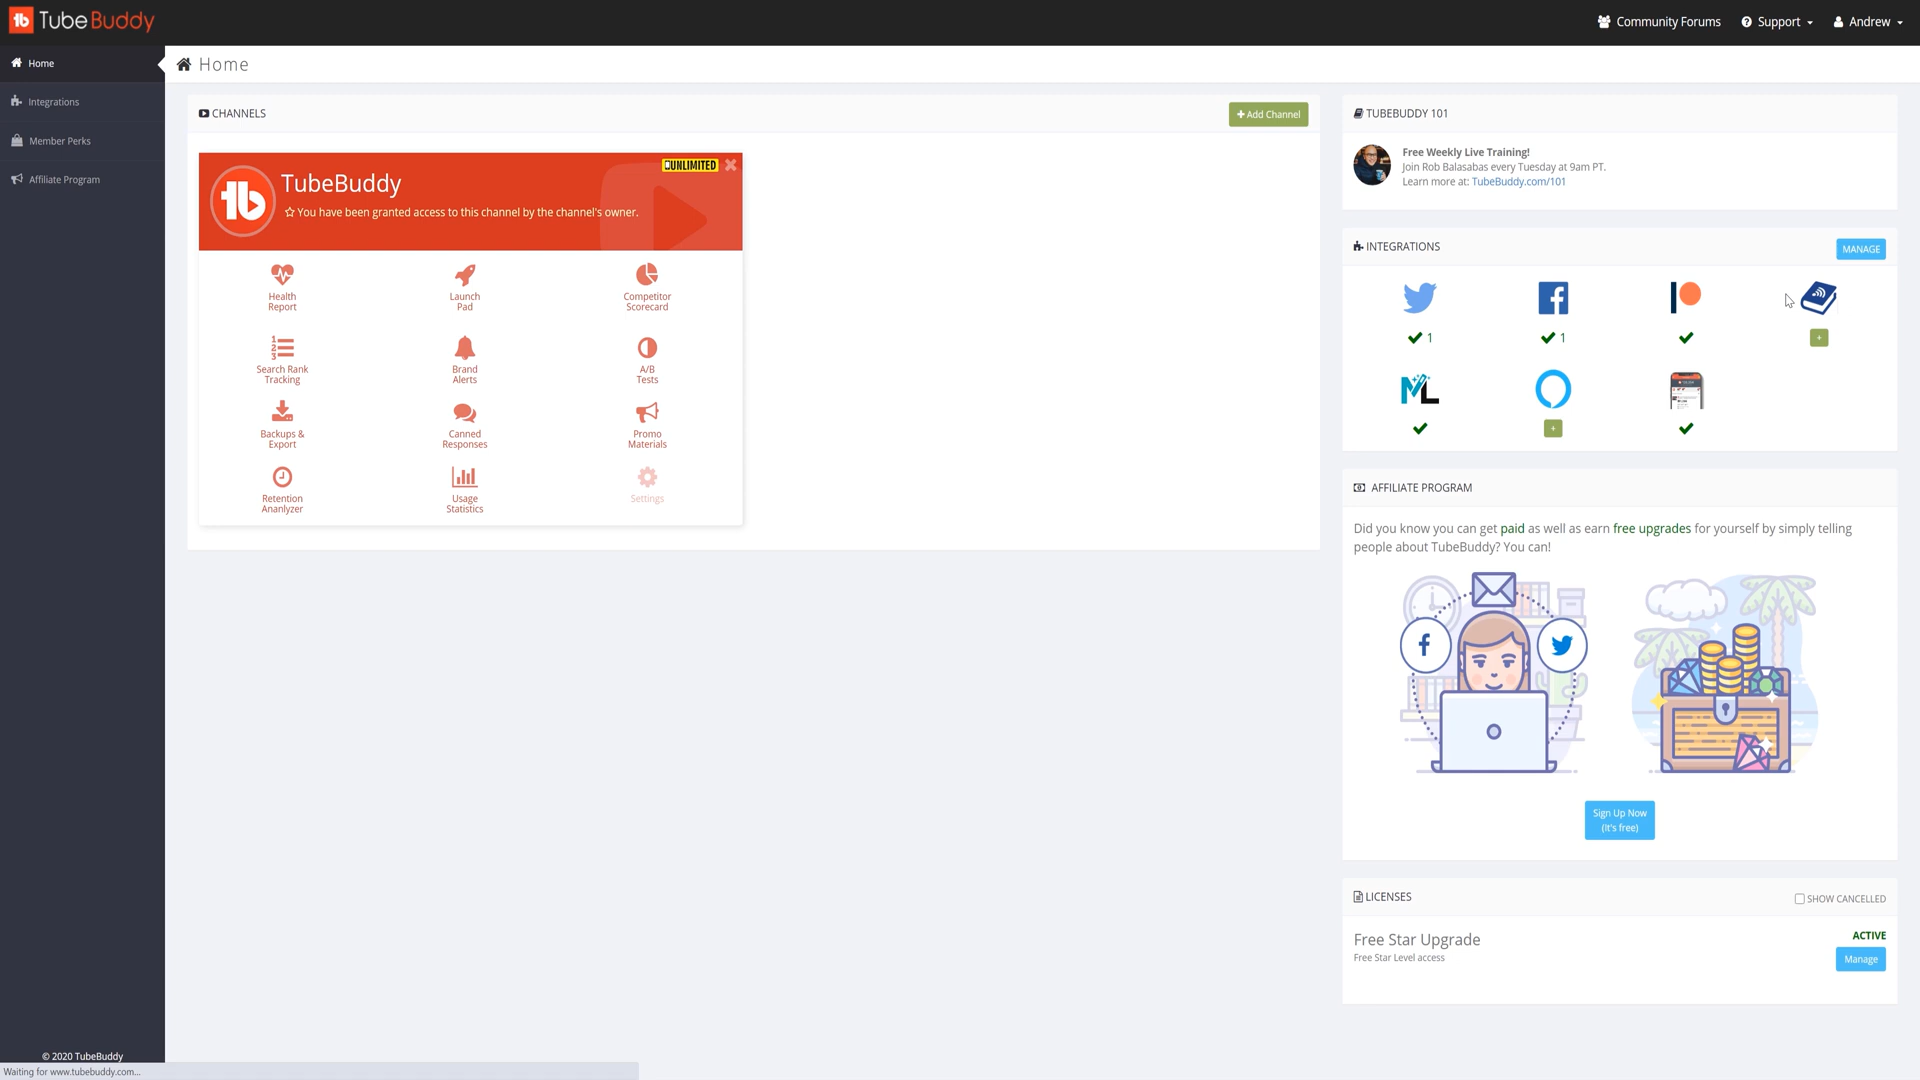 TubeBuddy
Community Forums
Support
Andrew
Home
Integrations
Member Perks
Affiliate Program
© 2020 TubeBuddy
Waiting for www.tubebuddy.com...
Home
CHANNELS
Add Channel
UNLIMITED
TubeBuddy
You have been granted access to this channel by the channel's owner.
Health
Report
Launch
Pad
Competitor
Scorecard
Search Rank
Tracking
Brand
Alerts
A/B
Tests
Backups &
Export
Canned
Responses
Promo
Materials
Retention
Ananlyzer
Usage
Statistics
Settings
TUBEBUDDY 101
Free Weekly Live Training!
Join Rob Balasabas every Tuesday at 9am PT.
Learn more at: TubeBuddy.com/101
INTEGRATIONS
MANAGE
1
1
AFFILIATE PROGRAM
Did you know you can get paid as well as earn free upgrades for yourself by simply telling
people about TubeBuddy? You can!
Sign Up Now
(It's free)
LICENSES
SHOW CANCELLED
Free Star Upgrade
ACTIVE
Free Star Level access
Manage